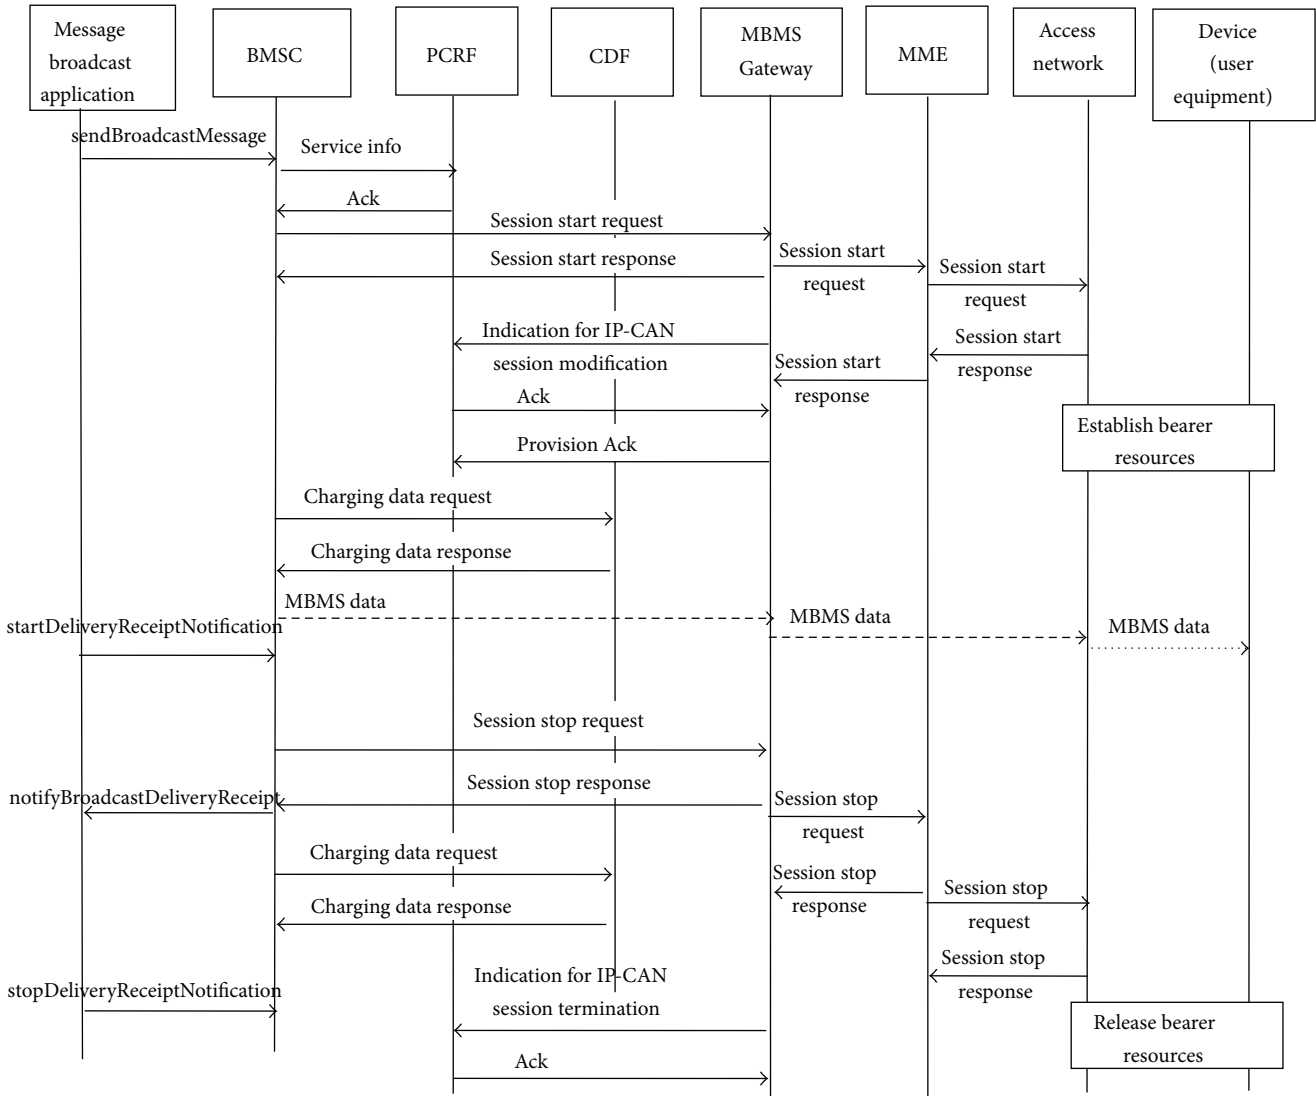 Message
broadcast
application
BMSC
PCRF
CDF
MBMS
Gateway
MME
Access
network
Device
(user
equipment)
sendBroadcastMessage
Service info
Ack
Session start request
Session start
request
Session start response
Session start
request
Indication for IP-CAN
session modification
Session start
response
Session start
response
Ack
Establish bearer
resources
Provision Ack
Charging data request
Charging data response
MBMS data
MBMS data
MBMS data
startDeliveryReceiptNotification
Session stop request
Session stop response
notifyBroadcastDeliveryReceipt
Session stop
request
Charging data request
Session stop
response
Session stop
request
Charging data response
Session stop
response
Indication for IP-CAN
session termination
stopDeliveryReceiptNotification
Release bearer
resources
Ack